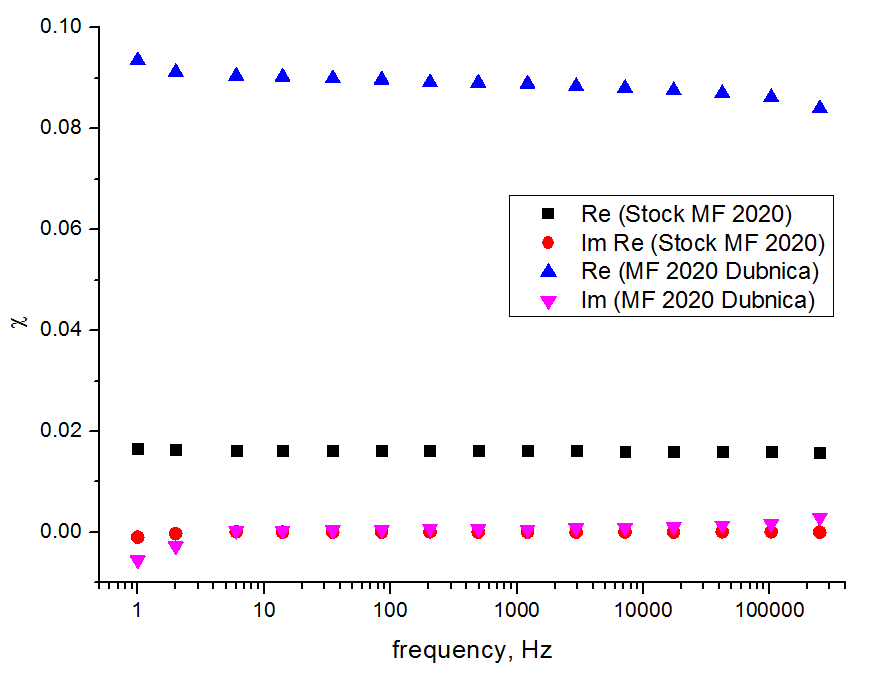 0.10
0.08
0.06
0.04
0.02
0.00
χ
Re (Stock MF 2020)
Im Re (Stock MF 2020)
Re (MF 2020 Dubnica)
Im (MF 2020 Dubnica)
1 10 100 1000 10000 100000
frequency, Hz